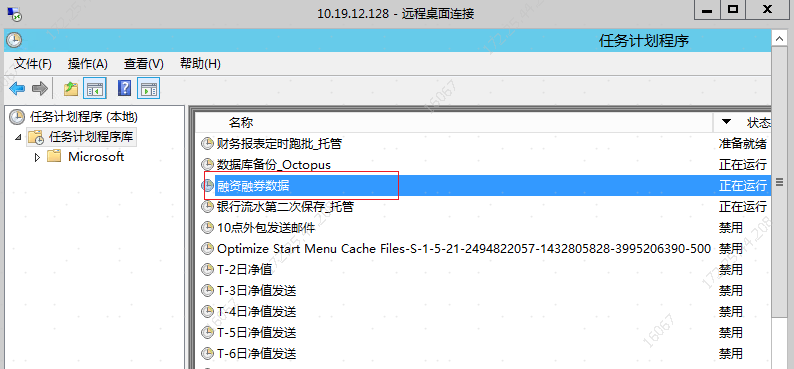 10.19.12.128 - 远程桌面连接
任务计划程序
文件(F) 操作(A) 查看(V) 帮助(H)
任务计划程序 (本地)
任务计划程序库
Microsoft
名称 状态
财务报表定时跑批_托管 准备就绪
数据库备份_Octopus 正在运行
融资融券数据 正在运行
银行流水第二次保存_托管 正在运行
10点外包发送邮件 禁用
Optimize Start Menu Cache Files-S-1-5-21-2494822057-1432805828-3995206390-500 禁用
T-2日净值 禁用
T-3日净值发送 禁用
T-4日净值发送 禁用
T-5日净值发送 禁用
T-6日净值发送 禁用
16067
16067